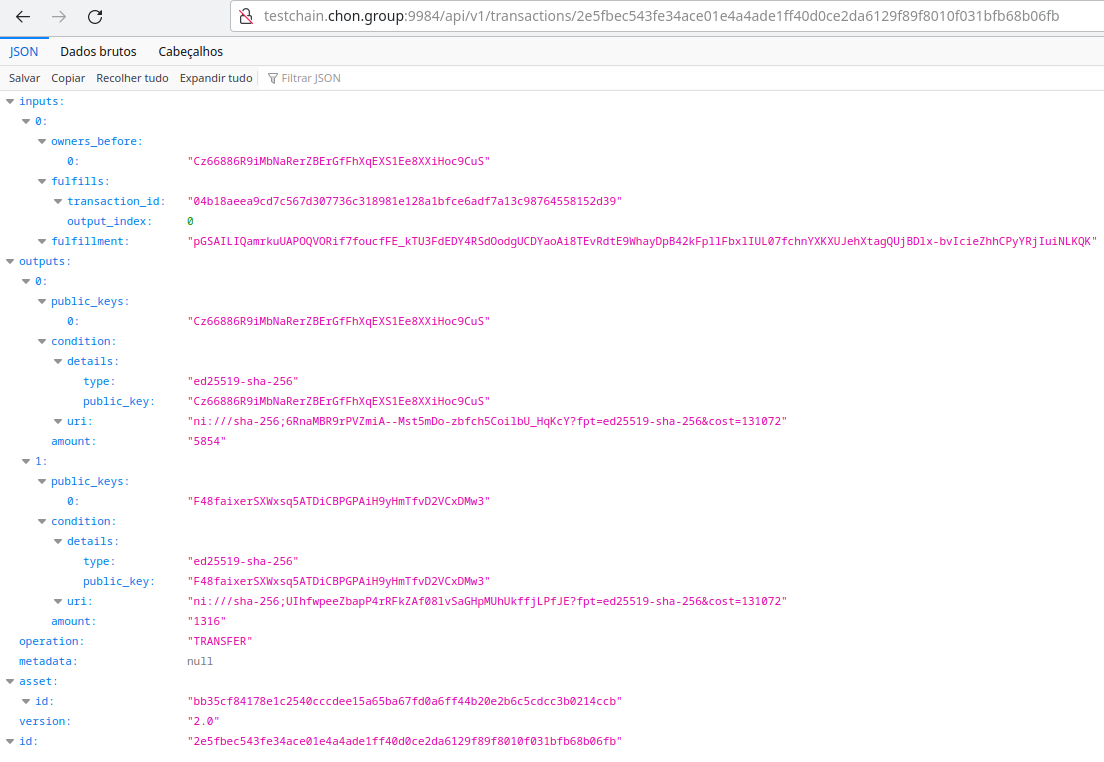 testchain.chon.group:9984/api/v1/transactions/2e5fbec543fe34ace01e4a4ade1ff40d0ce2da6129f89f8010f031bfb68b06fb
JSON Dados brutos Cabeçalhos
Salvar Copiar Recolher tudo Expandir tudo Filtrar JSON
inputs:
0:
owners_before:
0: "Cz66886R9iMbNaRerZBErGfFhXqEXS1Ee8XXiHoc9CuS"
fulfills:
transaction_id: "04b18aeea9cd7c567d307736c318981e128a1bfce6adf7a13c98764558152d39"
output_index: 0
fulfillment: "pGSAILIQamrkuUAPOQVORif7foucfFE_kTU3FdEDY4RSdOodgUCDYaoAi8TEvRdtE9WhayDpB42kFpllFbxlIUL07fchnYXKXUJehXtagQUjBDlx-bvIcieZhhCPyYRjIuiNLKQK"
outputs:
0:
public_keys:
0: "Cz66886R9iMbNaRerZBErGfFhXqEXS1Ee8XXiHoc9CuS"
condition:
details:
type: "ed25519-sha-256"
public_key: "Cz66886R9iMbNaRerZBErGfFhXqEXS1Ee8XXiHoc9CuS"
uri: "ni:///sha-256;6RnaMBR9rPVZmiA--Mst5mDo-zbfch5CoilbU_HqKcY?fpt=ed25519-sha-256&cost=131072"
amount: "5854"
1:
public_keys:
0: "F48faixerSXWxsq5ATDiCBPGPAiH9yHmTfvD2VCxDMw3"
condition:
details:
type: "ed25519-sha-256"
public_key: "F48faixerSXWxsq5ATDiCBPGPAiH9yHmTfvD2VCxDMw3"
uri: "ni:///sha-256;UIhfwpeeZbapP4rRFkZAf08lvSaGHpMUhUkffjLPfJE?fpt=ed25519-sha-256&cost=131072"
amount: "1316"
operation: "TRANSFER"
metadata: null
asset:
id: "bb35cf84178e1c2540cccdee15a65ba67fd0a6ff44b20e2b6c5cdcc3b0214ccb"
version: "2.0"
id: "2e5fbec543fe34ace01e4a4ade1ff40d0ce2da6129f89f8010f031bfb68b06fb"